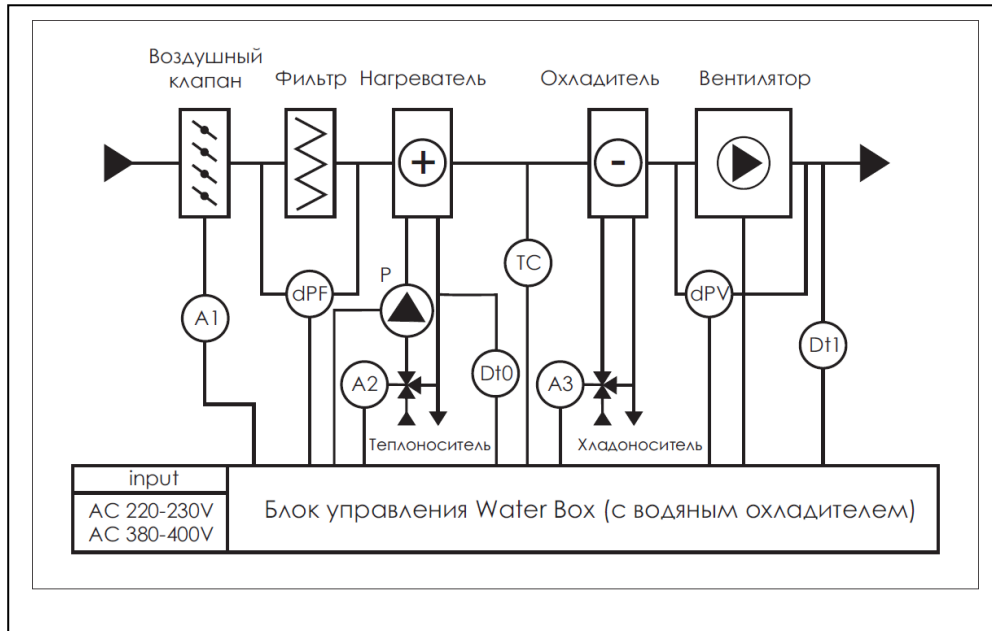 Воздушный
клапан
Фильтр
Нагреватель
Охладитель
Вентилятор
+
-
P
TC
dPF
dPV
A1
A2
Dt0
A3
Dt1
Теплоноситель
Хладоноситель
input
AC 220-230V
AC 380-400V
Блок управления Water Box (с водяным охладителем)